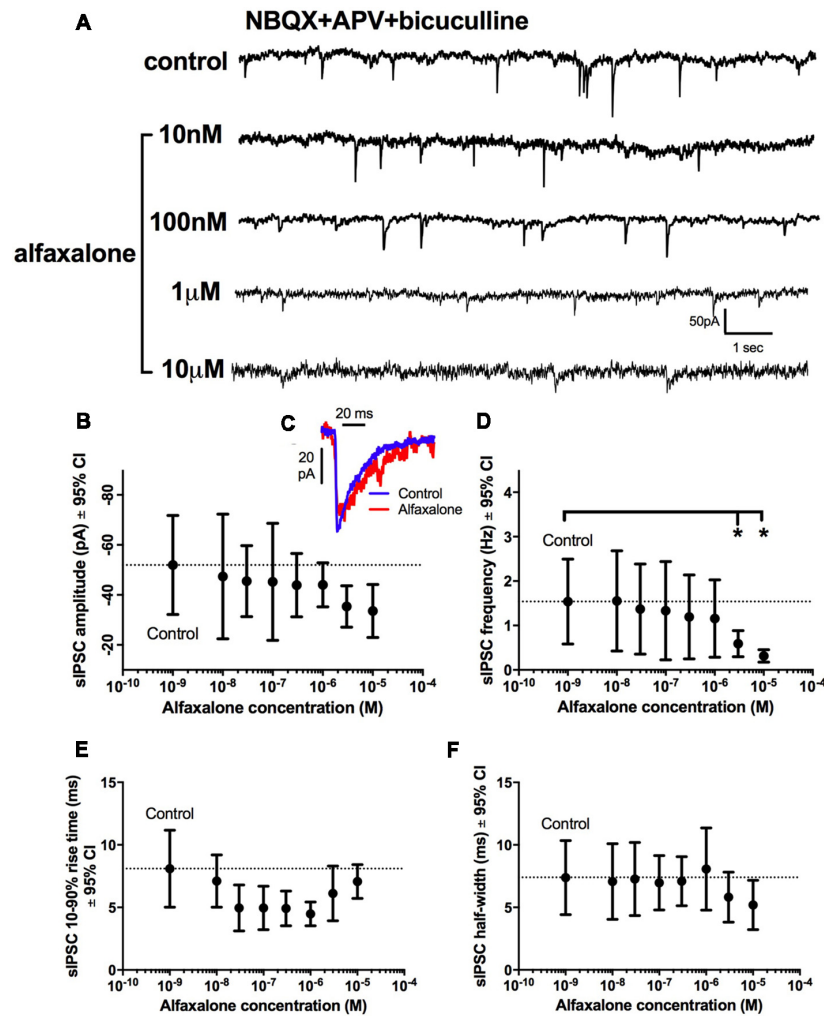 A
NBQX+APV+bicuculline
control
10nM
100nM
alfaxalone
1μM
50pA
1 sec
10μM
B
C
20 ms
20
pA
Control
Alfaxalone
sIPSC amplitude (pA) ± 95% CI
-80
-60
-40
-20
Control
10-10
10-9
10-8
10-7
10-6
10-5
10-4
Alfaxalone concentration (M)
D
sIPSC frequency (Hz) ± 95% CI
4
3
2
1
0
Control
*
*
10-10
10-9
10-8
10-7
10-6
10-5
10-4
Alfaxalone concentration (M)
E
sIPSC 10-90% rise time (ms)
± 95% CI
15
10
5
0
Control
10-10
10-9
10-8
10-7
10-6
10-5
10-4
Alfaxalone concentration (M)
F
sIPSC half-width (ms) ± 95% CI
15
10
5
0
Control
10-10
10-9
10-8
10-7
10-6
10-5
10-4
Alfaxalone concentration (M)